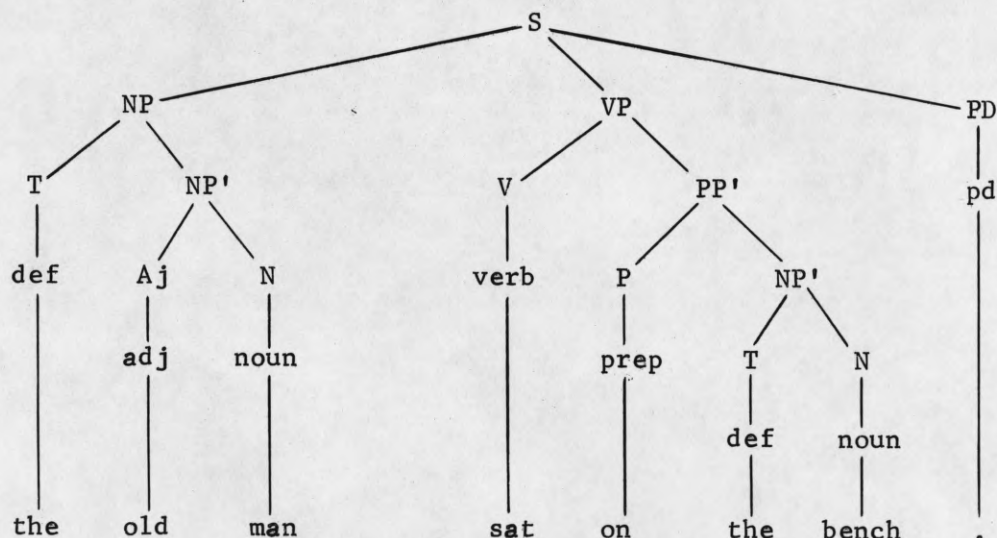 S
NP VP PD
T NP' V PP' pd
def Aj N verb P NP'
adj noun prep T N
def noun
the old man sat on the bench .